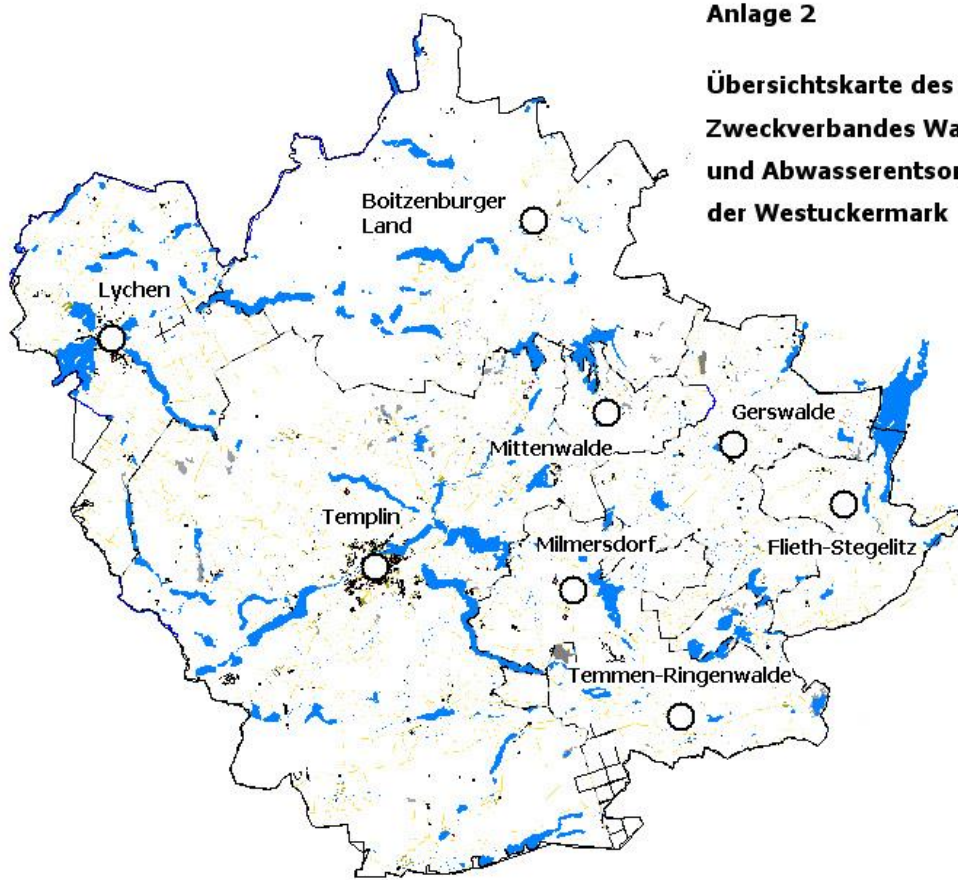 Anlage 2
Übersichtskarte des
Zweckverbandes Wa
und Abwasserentsor
der Westuckermark
Boitzenburger
Land
Lychen
Gerswalde
Mittenwalde
Templin
Milmersdorf
Flieth-Stegelitz
Temmen-Ringenwalde